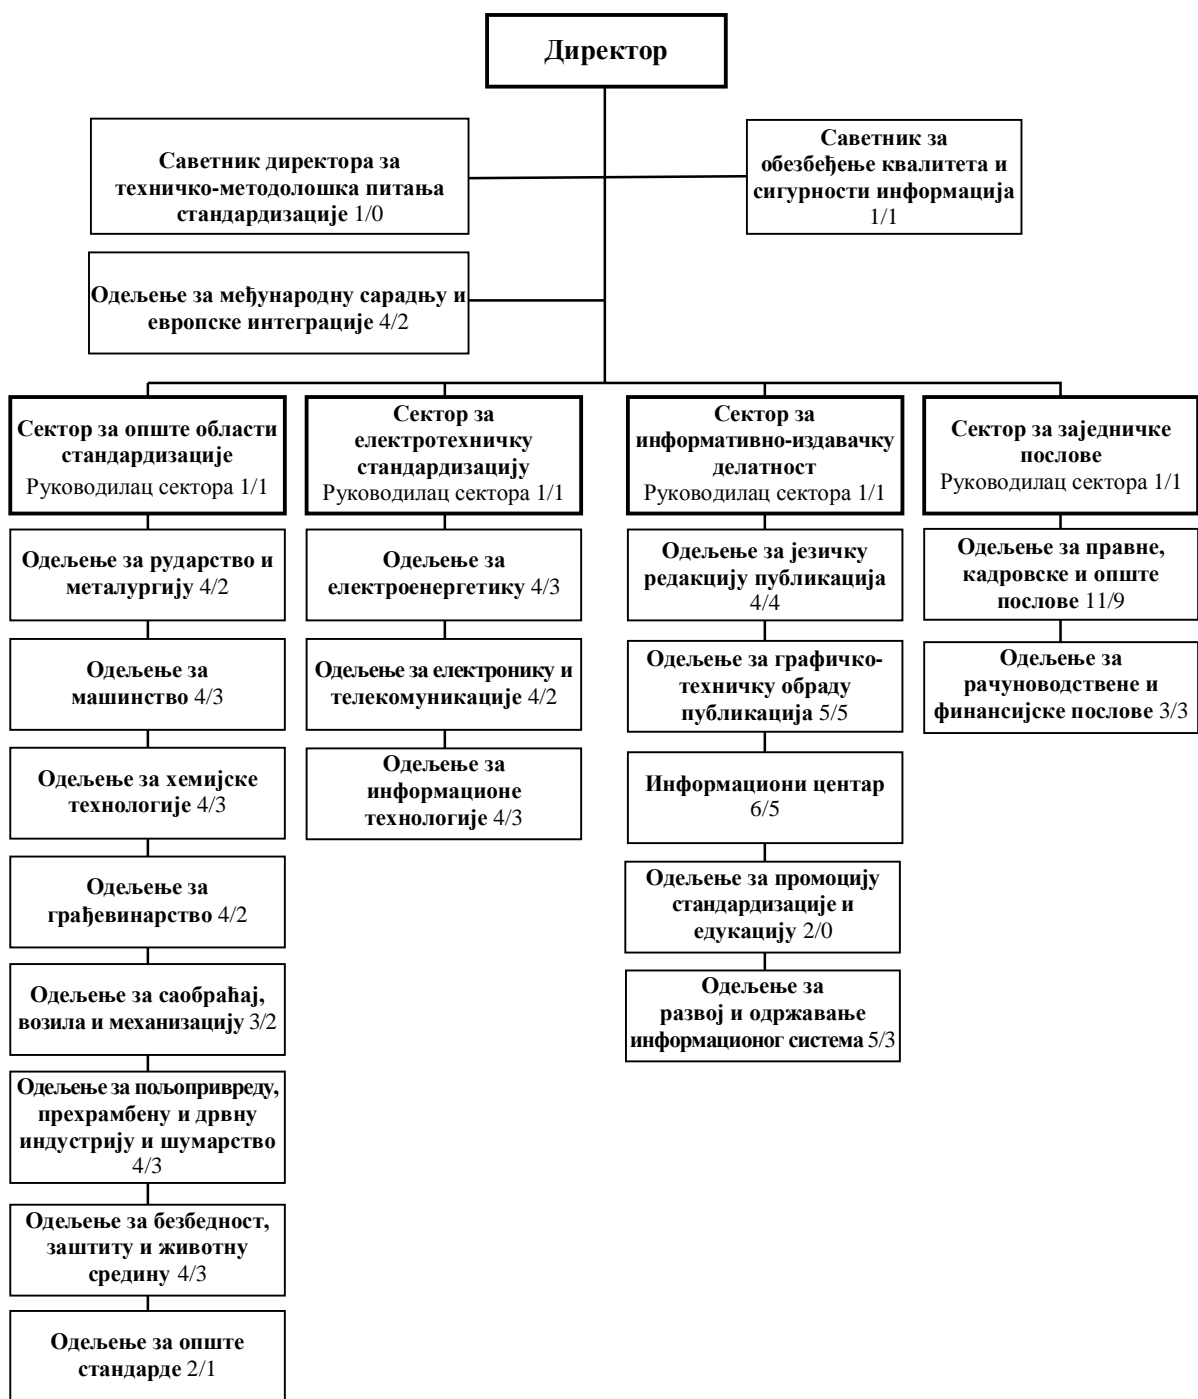 Директор
Саветник директора за
техничко-методолошка питања
стандардизације 1/0
Саветник за
обезбеђење квалитета и
сигурности информација
1/1
Одељење за међународну сарадњу и
европске интеграције 4/2
Сектор за опште области
стандардизације
Руководилац сектора 1/1
Одељење за рударство и
металургију 4/2
Одељење за
машинство 4/3
Одељење за хемијске
технологије 4/3
Одељење за
грађевинарство 4/2
Одељење за саобраћај,
возила и механизацију 3/2
Одељење за пољопривреду,
прехрамбену и дрвну
индустрију и шумарство
4/3
Одељење за безбедност,
заштиту и животну
средину 4/3
Одељење за опште
стандарде 2/1
Сектор за
електротехничку
стандардизацију
Руководилац сектора 1/1
Одељење за
електроенергетику 4/3
Одељење за електронику и
телекомуникације 4/2
Одељење за
информационе
технологије 4/3
Сектор за
информативно-издавачку
делатност
Руководилац сектора 1/1
Одељење за језичку
редакцију публикација
4/4
Одељење за графичко-
техничку обраду
публикација 5/5
Информациони центар
6/5
Одељење за промоцију
стандардизације и
едукацију 2/0
Одељење за
развој и одржавање
информационог система 5/3
Сектор за заједничке
послове
Руководилац сектора 1/1
Одељење за правне,
кадровске и опште
послове 11/9
Одељење за
рачуноводствене и
финансијске послове 3/3